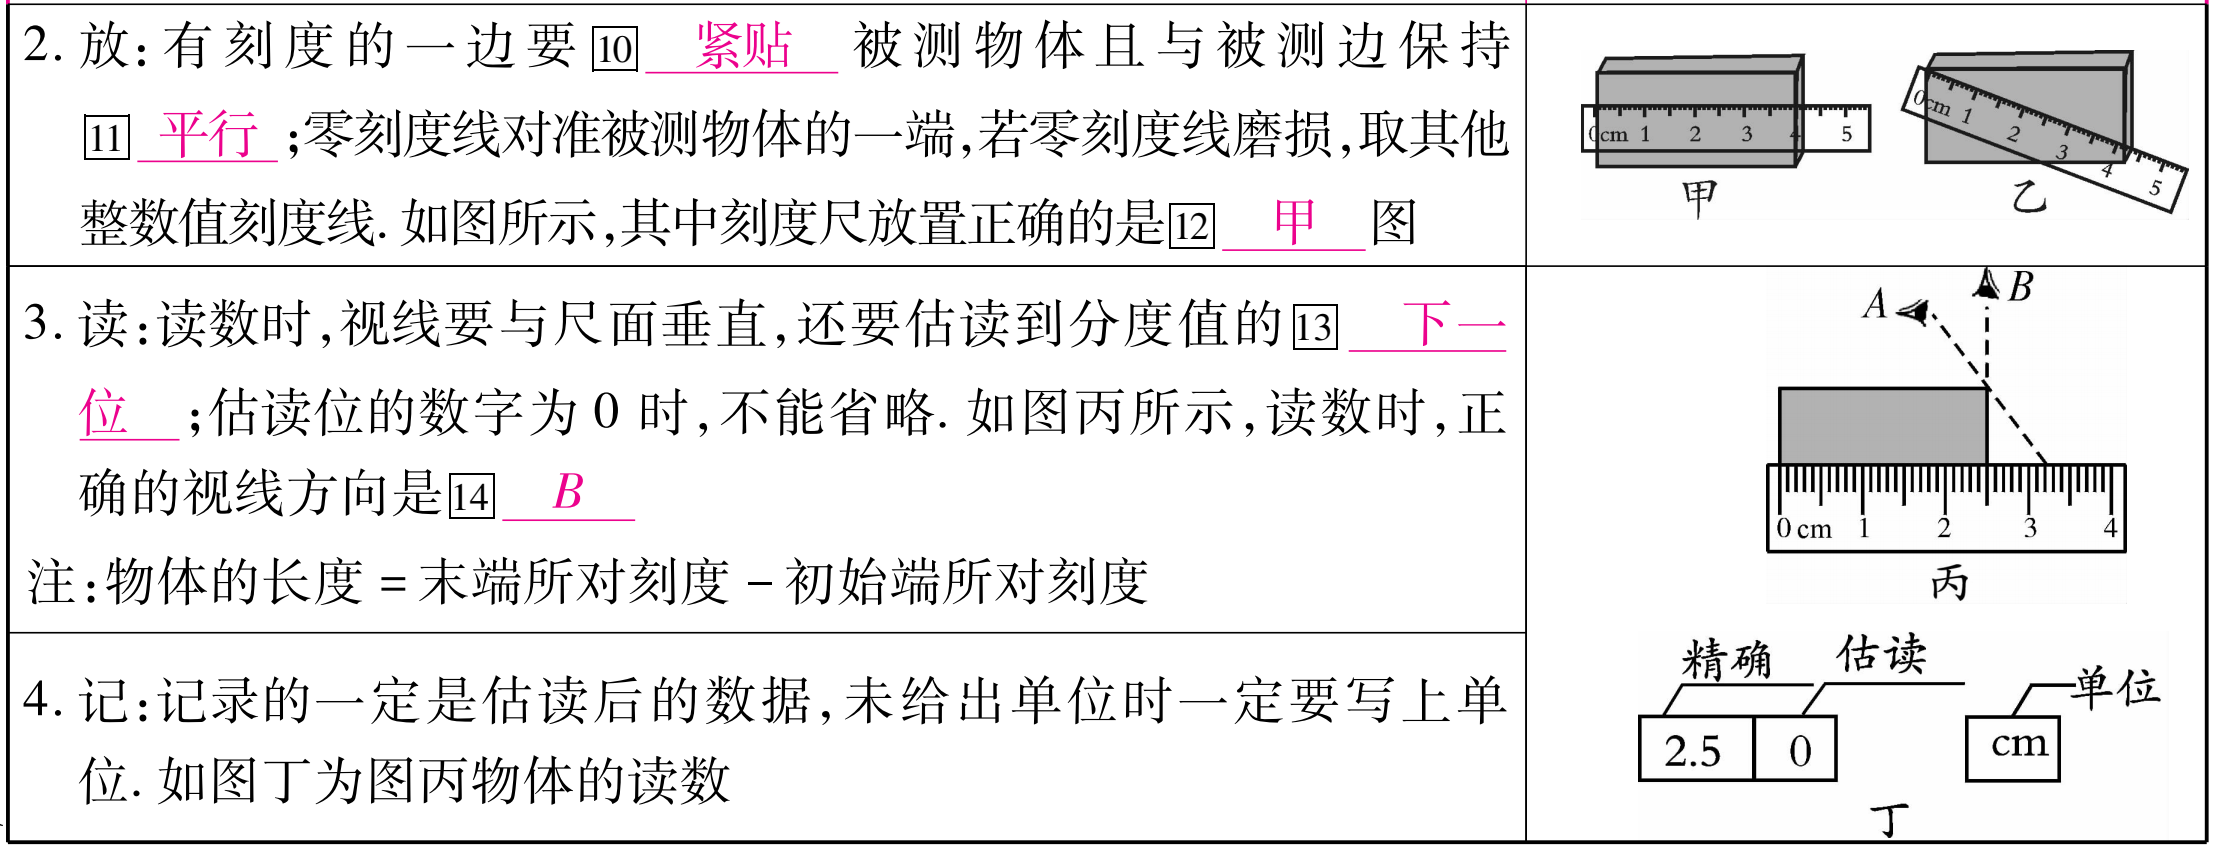 2. 放:有刻度的一边要 10 紧贴 被测物体且与被测边保持
11 平行 ;零刻度线对准被测物体的一端,若零刻度线磨损,取其他
整数值刻度线. 如图所示,其中刻度尺放置正确的是 12 甲 图
0cm 1 2 3 4 5
甲
0cm 1 2 3 4 5
乙
3. 读:读数时,视线要与尺面垂直,还要估读到分度值的 13 下一
位 ;估读位的数字为 0 时,不能省略. 如图丙所示,读数时,正
确的视线方向是 14 B
注:物体的长度 = 末端所对刻度 - 初始端所对刻度
A B
0 cm 1 2 3 4
丙
4. 记:记录的一定是估读后的数据,未给出单位时一定要写上单
位. 如图丁为图丙物体的读数
精确 估读 单位
2.5 0 cm
丁